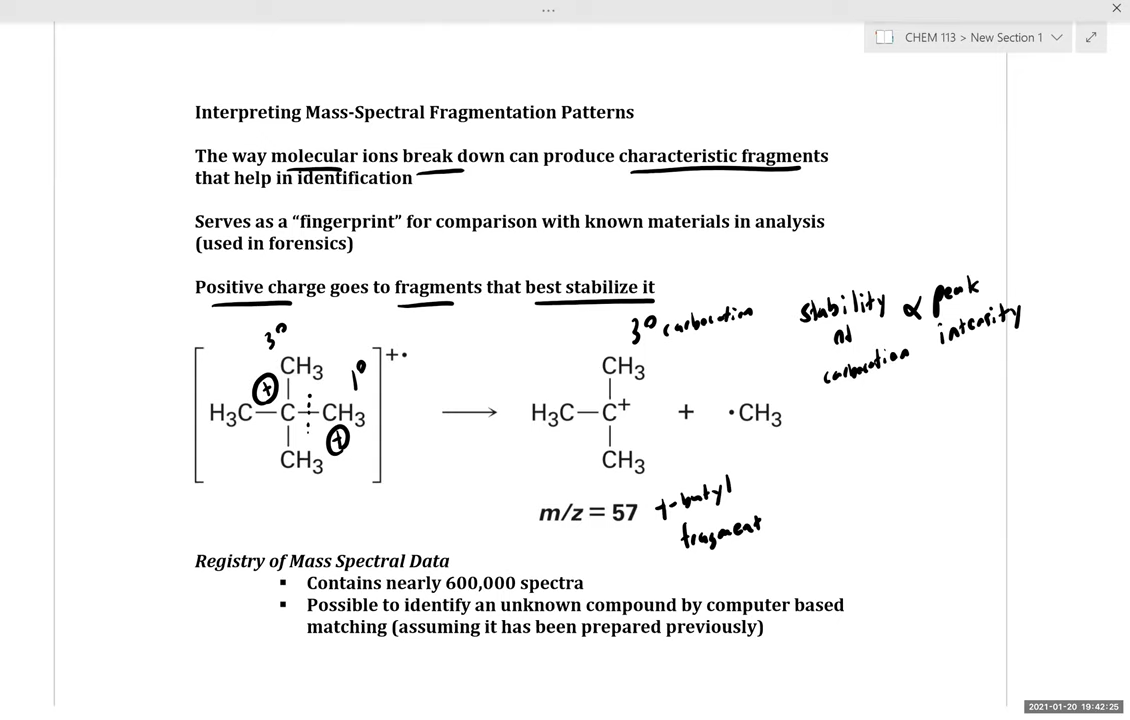 ...
CHEM 113 > New Section 1
Interpreting Mass-Spectral Fragmentation Patterns
The way molecular ions break down can produce characteristic fragments
that help in identification
Serves as a “fingerprint” for comparison with known materials in analysis
(used in forensics)
Positive charge goes to fragments that best stabilize it
stability ∝ peak
of intensity
carbocation
3° carbocation
3°
CH3 1° +•
+
H3C—C—CH3
+
CH3
CH3
H3C—C+ + •CH3
CH3
m/z = 57 t-butyl
fragment
Registry of Mass Spectral Data
▪ Contains nearly 600,000 spectra
▪ Possible to identify an unknown compound by computer based
matching (assuming it has been prepared previously)
2021-01-20 19:42:25